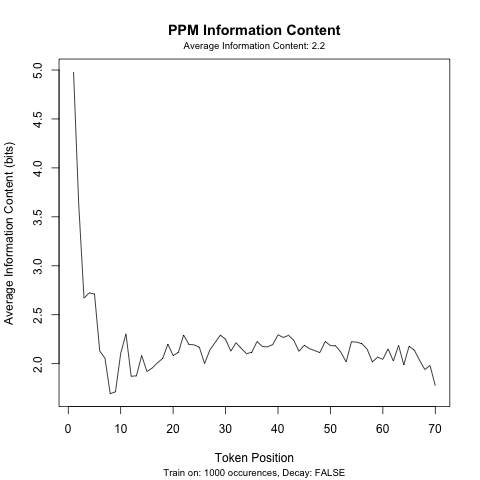 PPM Information Content
Average Information Content: 2.2
Average Information Content (bits)
5.0
4.5
4.0
3.5
3.0
2.5
2.0
0 10 20 30 40 50 60 70
Token Position
Train on: 1000 occurences, Decay: FALSE